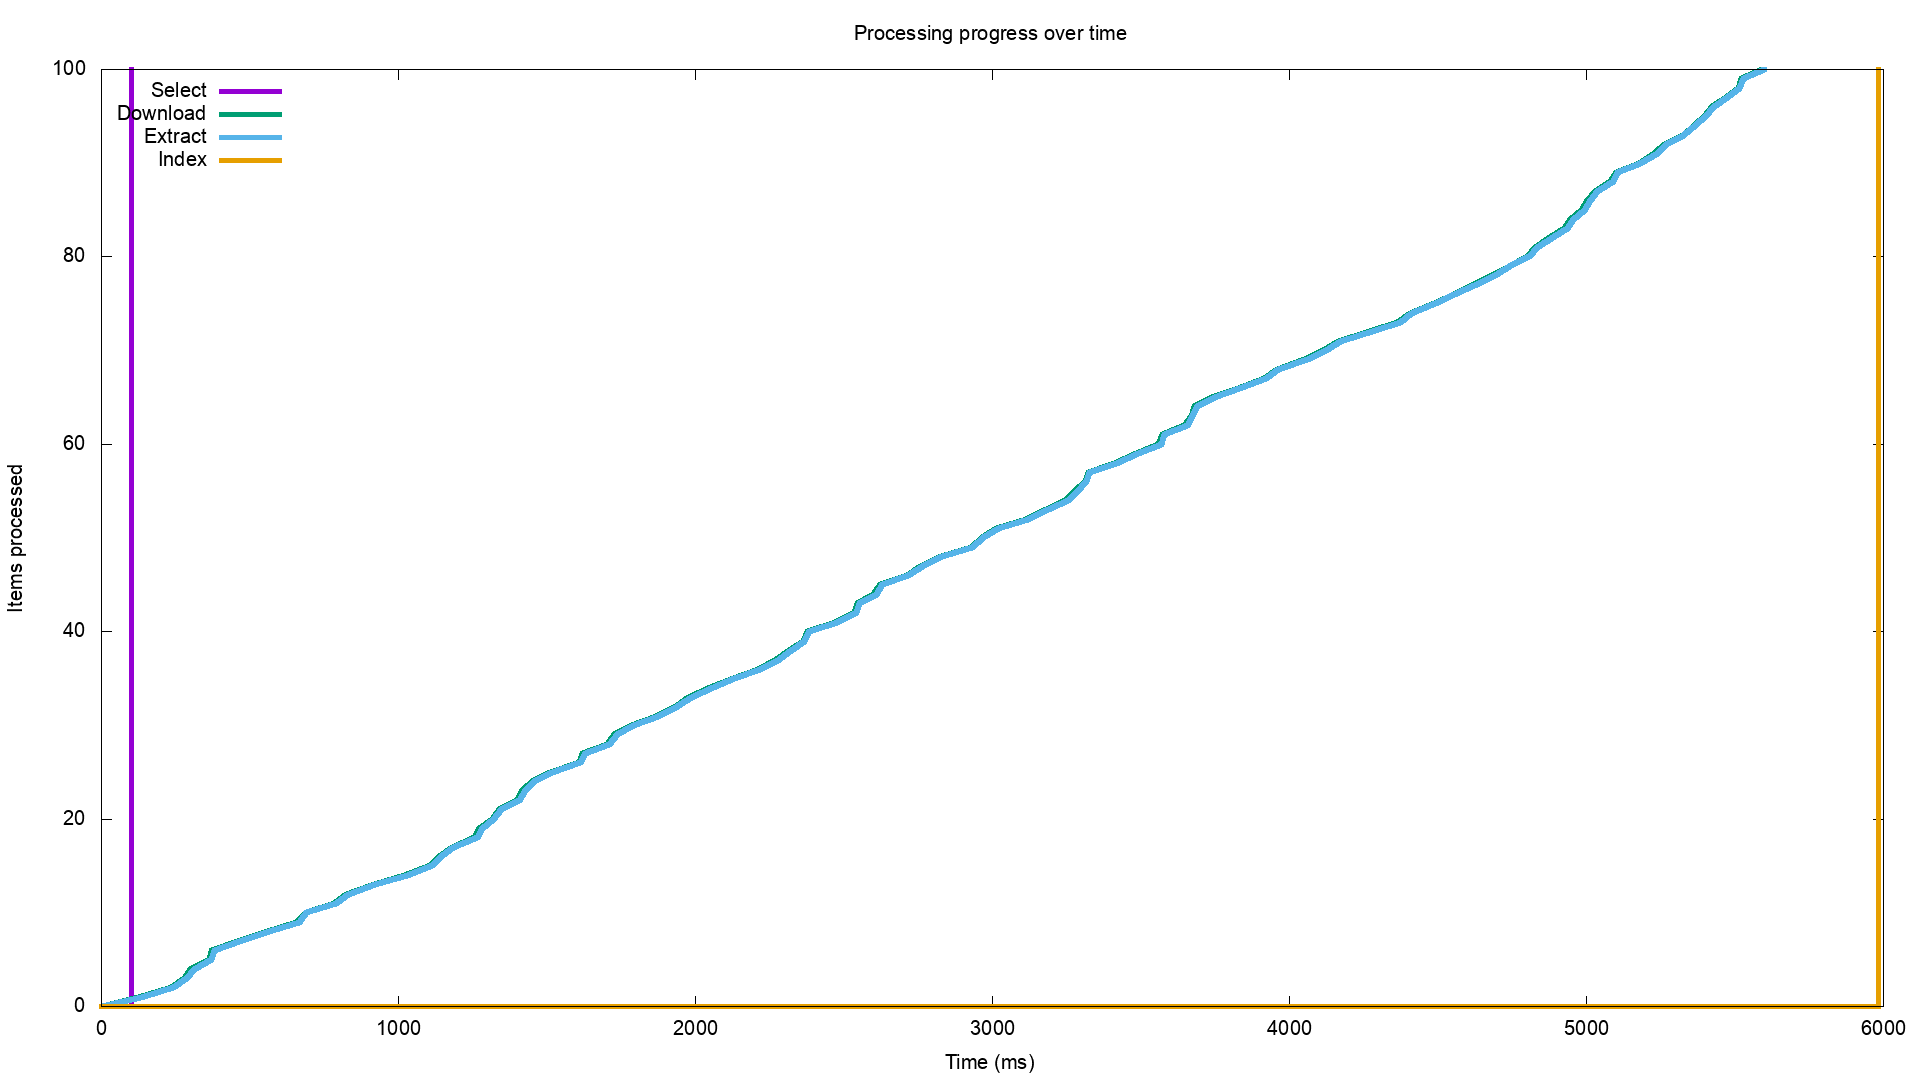 Processing progress over time
100
Select
Download
Extract
Index
80
60
40
20
0
Items processed
0 1000 2000 3000 4000 5000 6000
Time (ms)